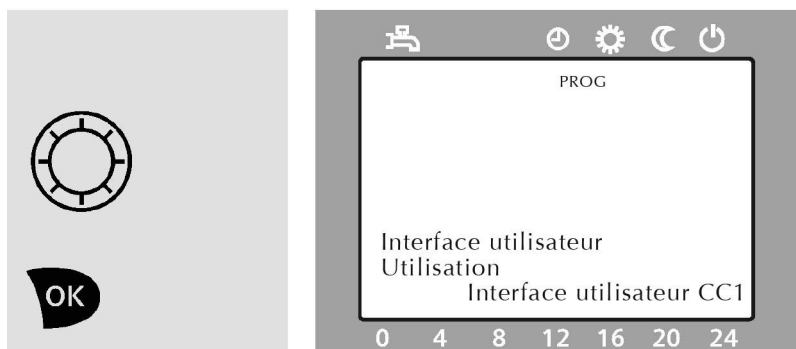 OK
PROG
Interface utilisateur
Utilisation
Interface utilisateur CC1
0 4 8 12 16 20 24